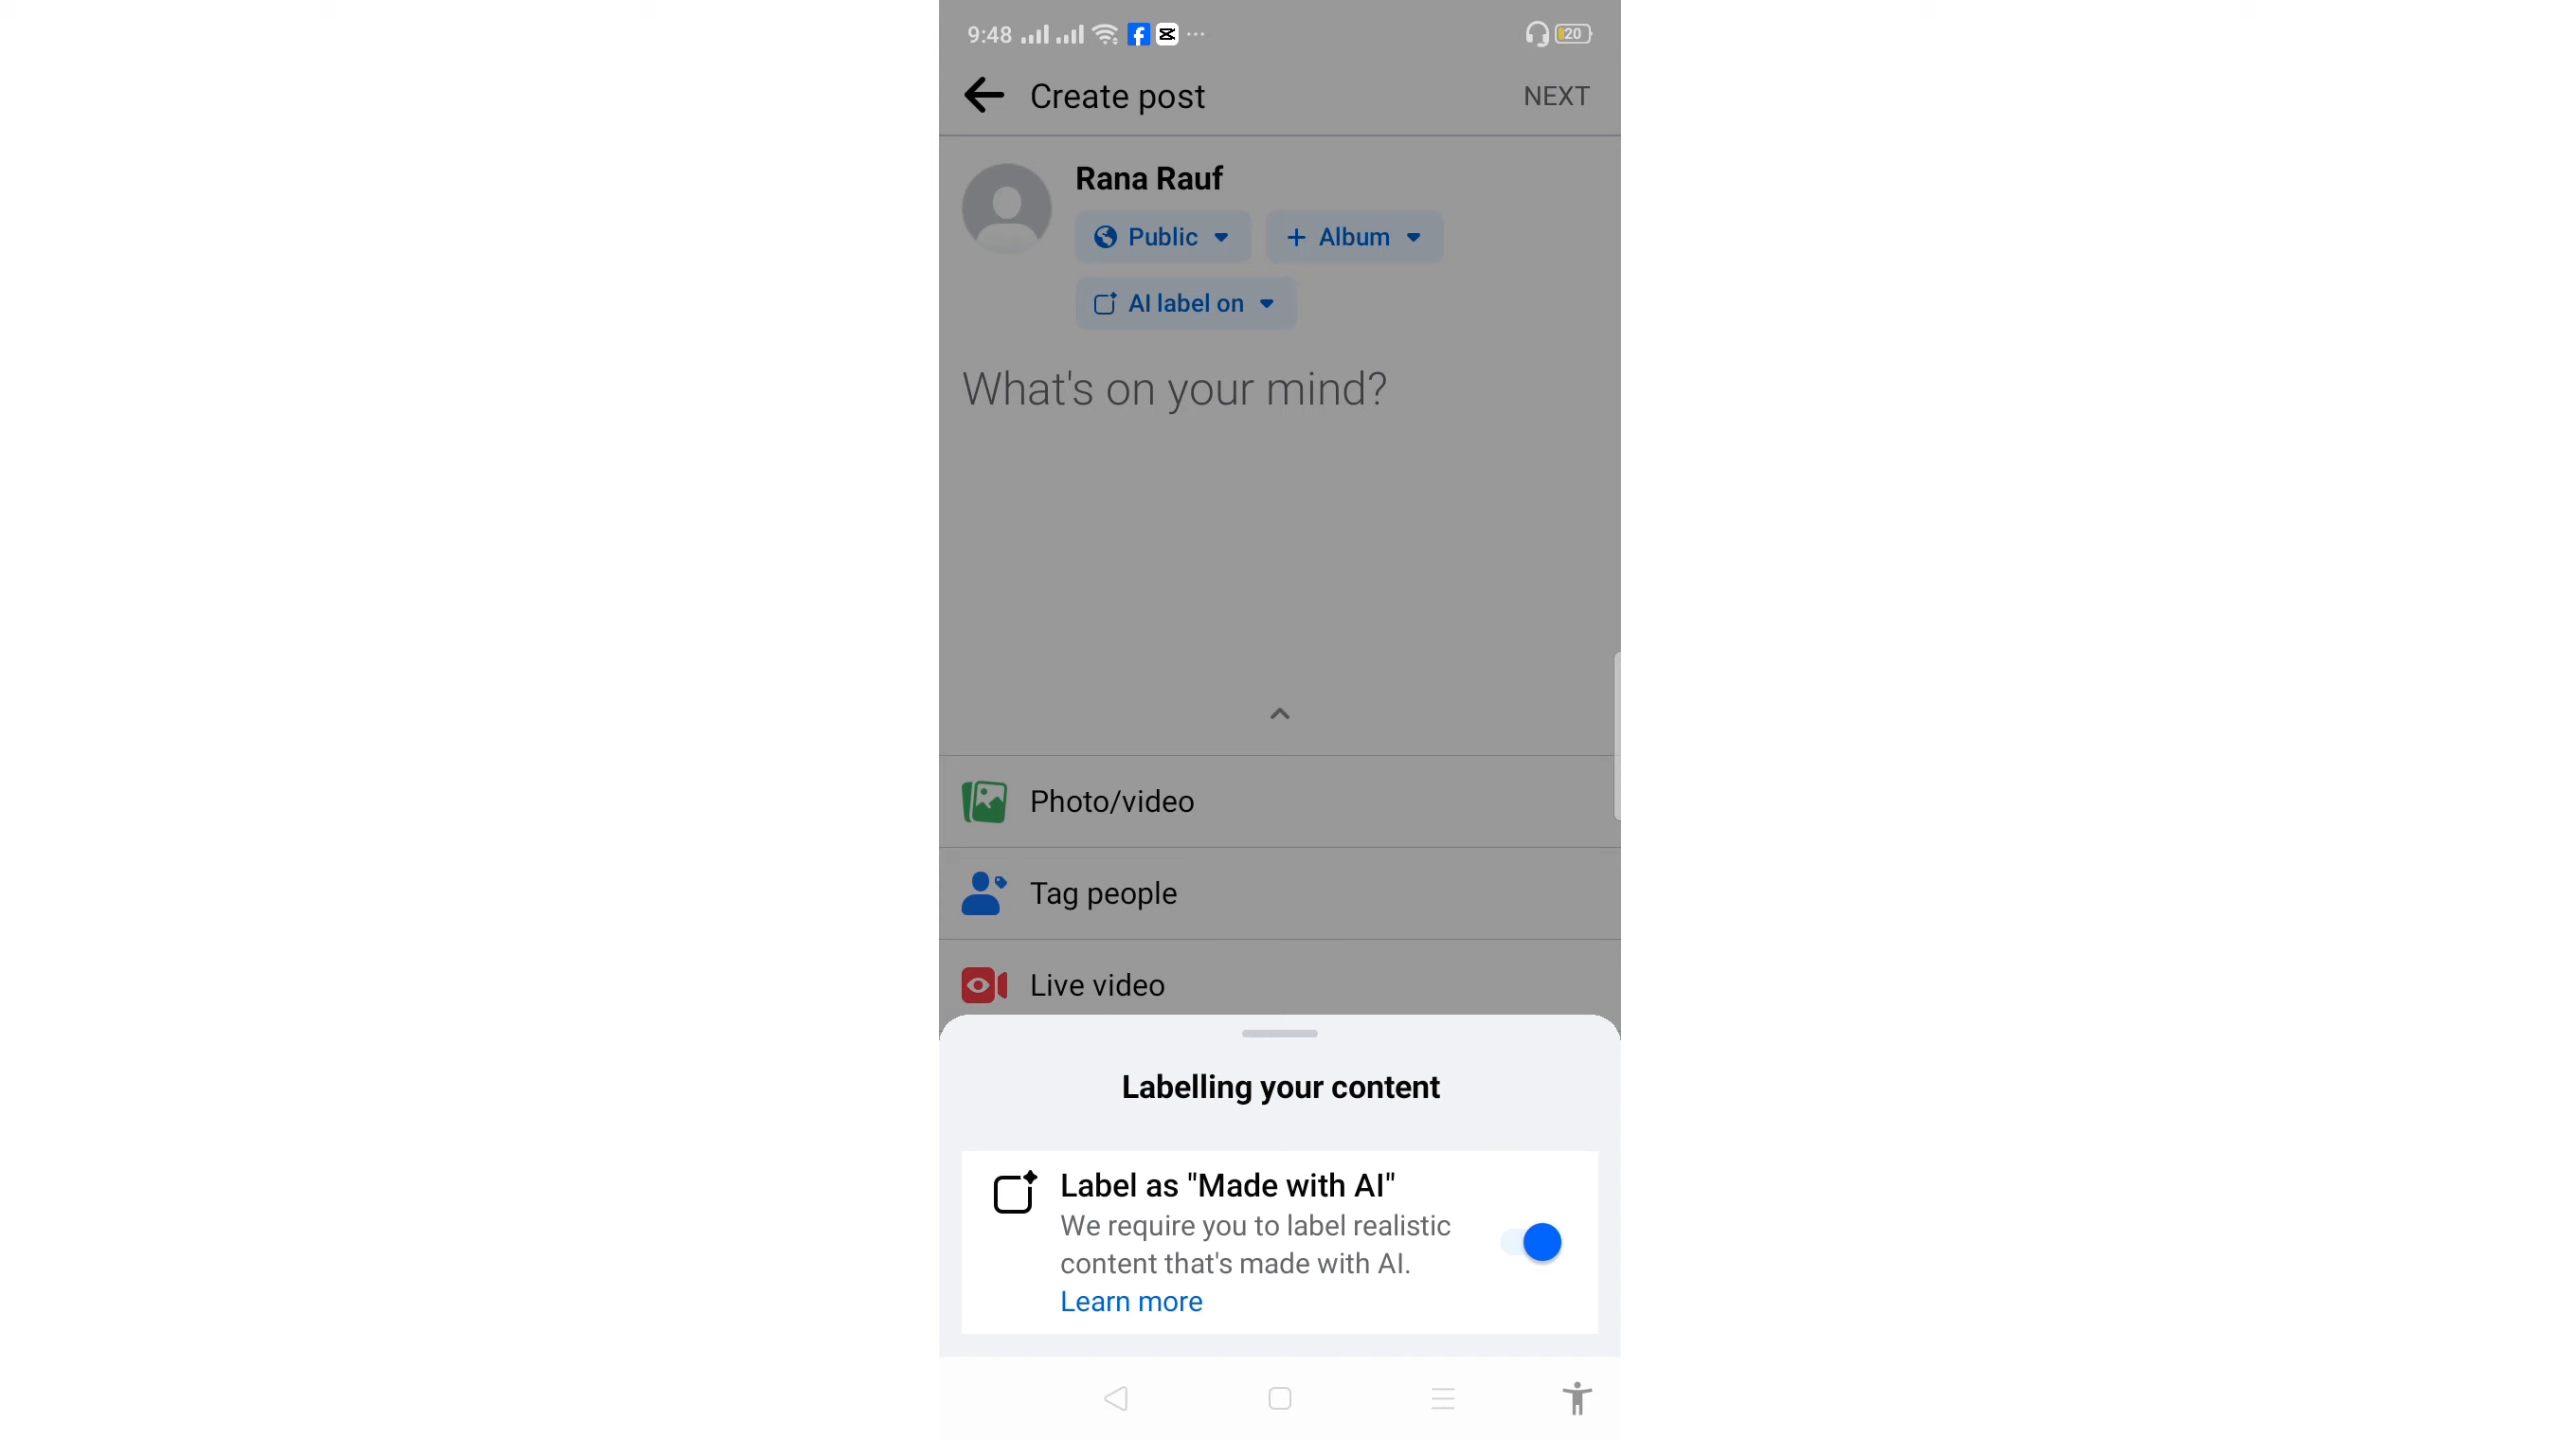 9:48
20
Create post
NEXT
Rana Rauf
Public
+ Album
AI label on
What's on your mind?
Photo/video
Tag people
Live video
Labelling your content
Label as "Made with AI"
We require you to label realistic
content that's made with AI.
Learn more